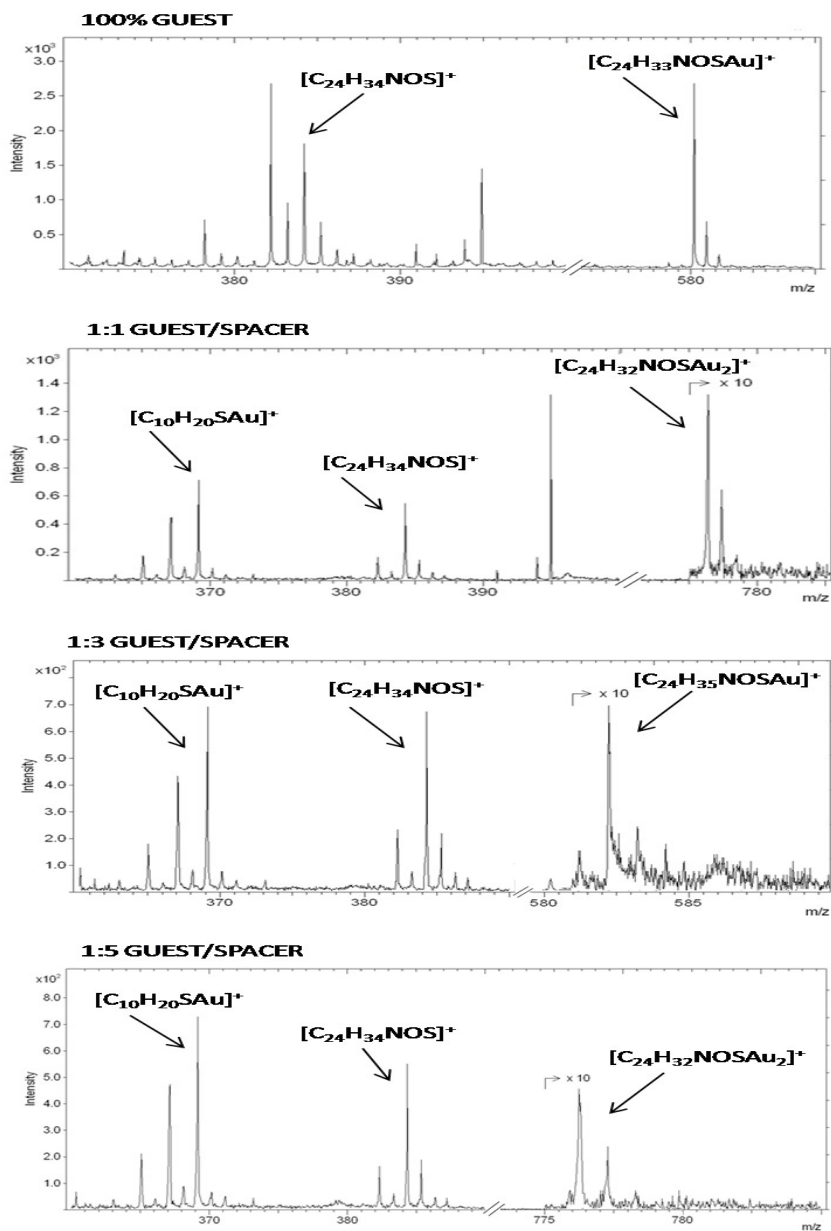 100% GUEST
×10³
[C₂₄H₃₄NOS]⁺
[C₂₄H₃₃NOSAu]⁺
3.0
2.5
2.0
1.5
1.0
0.5
Intensity
380
390
580
m/z
1:1 GUEST/SPACER
×10³
[C₂₄H₃₂NOSAu₂]⁺
x 10
[C₁₀H₂₀SAu]⁺
[C₂₄H₃₄NOS]⁺
1.4
1.2
1.0
0.8
0.6
0.4
0.2
Intensity
370
380
390
780
m/z
1:3 GUEST/SPACER
×10²
[C₁₀H₂₀SAu]⁺
[C₂₄H₃₄NOS]⁺
[C₂₄H₃₅NOSAu]⁺
x 10
7.0
6.0
5.0
4.0
3.0
2.0
1.0
Intensity
370
380
580
585
m/z
1:5 GUEST/SPACER
×10²
[C₁₀H₂₀SAu]⁺
[C₂₄H₃₄NOS]⁺
[C₂₄H₃₂NOSAu₂]⁺
x 10
8.0
7.0
6.0
5.0
4.0
3.0
2.0
1.0
Intensity
370
380
775
780
m/z